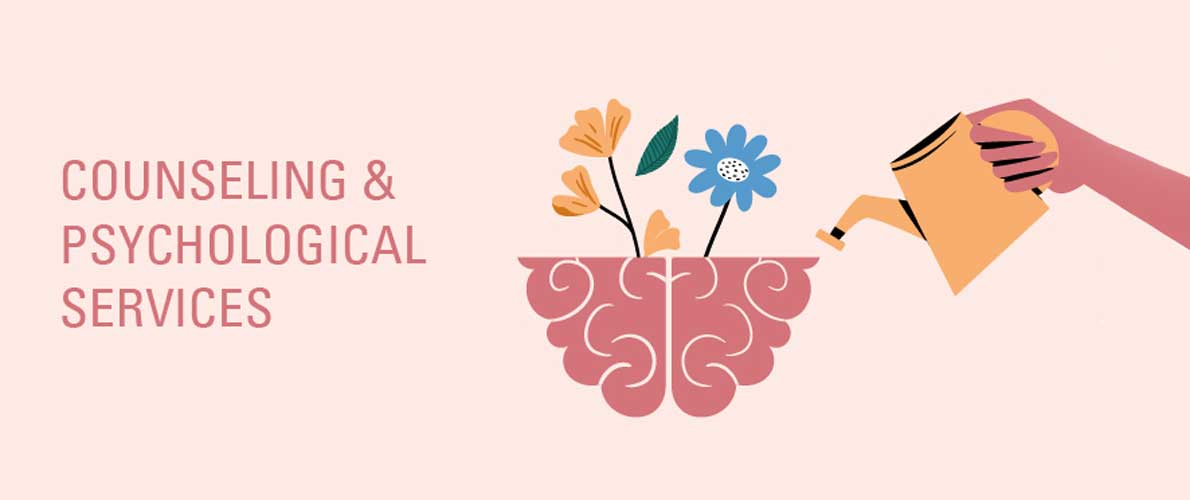 COUNSELING &
PSYCHOLOGICAL
SERVICES